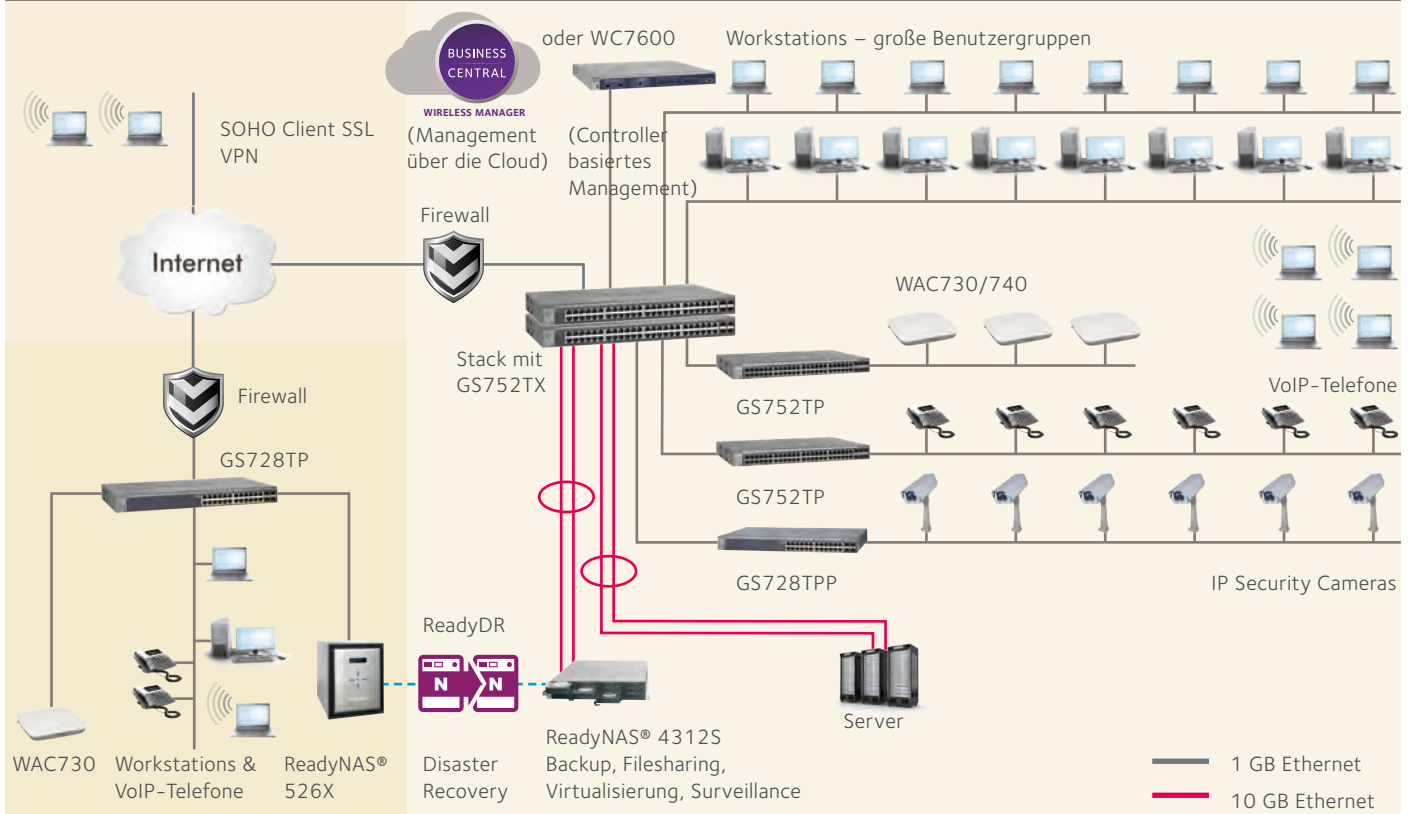 BUSINESS
CENTRAL
WIRELESS MANAGER
(Management
über die Cloud)
oder WC7600
(Controller
basiertes
Management)
Workstations – große Benutzergruppen
SOHO Client SSL
VPN
Internet
Firewall
Stack mit
GS752TX
WAC730/740
GS752TP
VoIP-Telefone
GS752TP
GS728TPP
IP Security Cameras
Firewall
GS728TP
WAC730
Workstations &
VoIP-Telefone
ReadyNAS®
526X
ReadyDR
N
N
Disaster
Recovery
ReadyNAS® 4312S
Backup, Filesharing,
Virtualisierung, Surveillance
Server
1 GB Ethernet
10 GB Ethernet